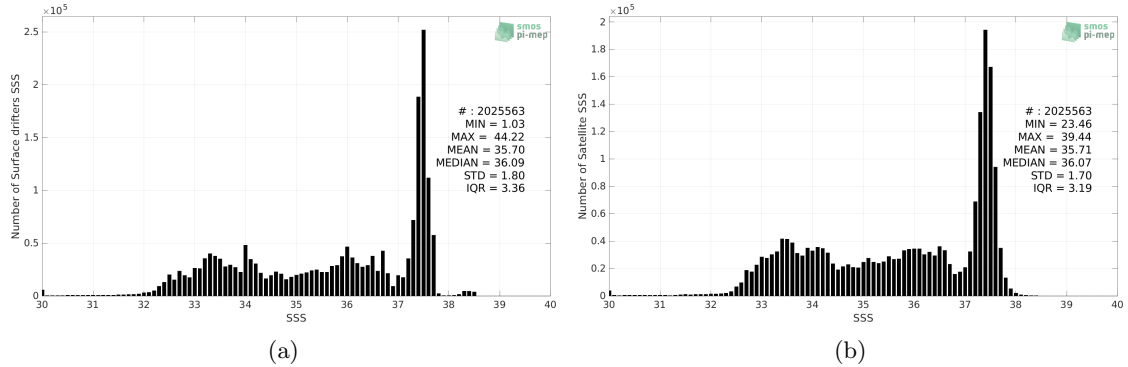 ×10⁵
2.5
2
1.5
1
0.5
0
Number of Surface drifters SSS
smos
pi-mep
# : 2025563
MIN = 1.03
MAX = 44.22
MEAN = 35.70
MEDIAN = 36.09
STD = 1.80
IQR = 3.36
30 31 32 33 34 35 36 37 38 39 40
SSS
(a)
×10⁵
2
1.8
1.6
1.4
1.2
1
0.8
0.6
0.4
0.2
0
Number of Satellite SSS
smos
pi-mep
# : 2025563
MIN = 23.46
MAX = 39.44
MEAN = 35.71
MEDIAN = 36.07
STD = 1.70
IQR = 3.19
30 31 32 33 34 35 36 37 38 39 40
SSS
(b)